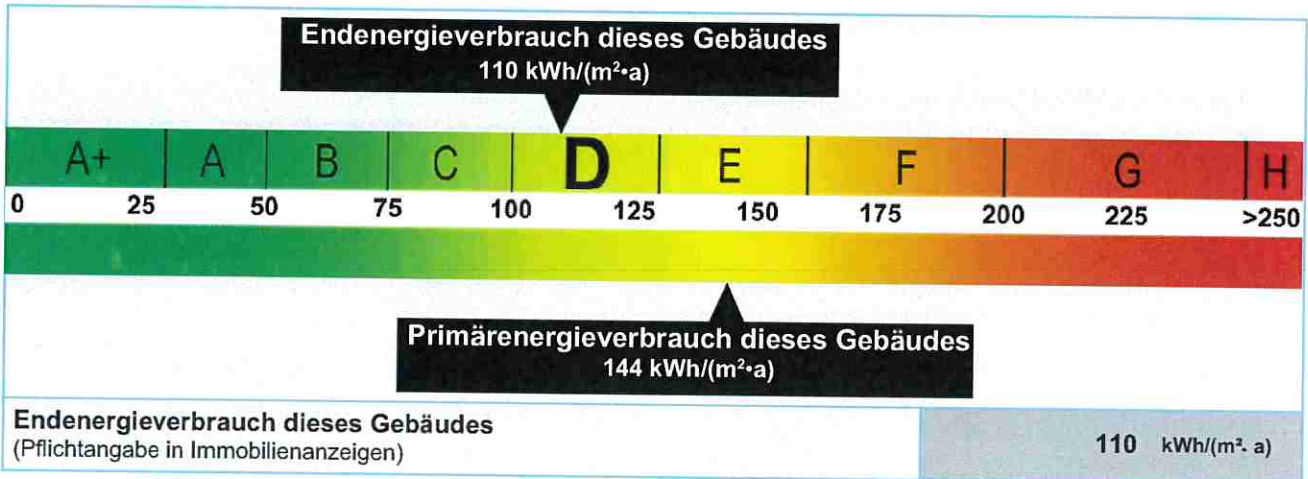 Endenergieverbrauch dieses Gebäudes
110 kWh/(m²•a)
A+ A B C D E F G H
0 25 50 75 100 125 150 175 200 225 >250
Primärenergieverbrauch dieses Gebäudes
144 kWh/(m²•a)
Endenergieverbrauch dieses Gebäudes
(Pflichtangabe in Immobilienanzeigen)
110 kWh/(m²· a)